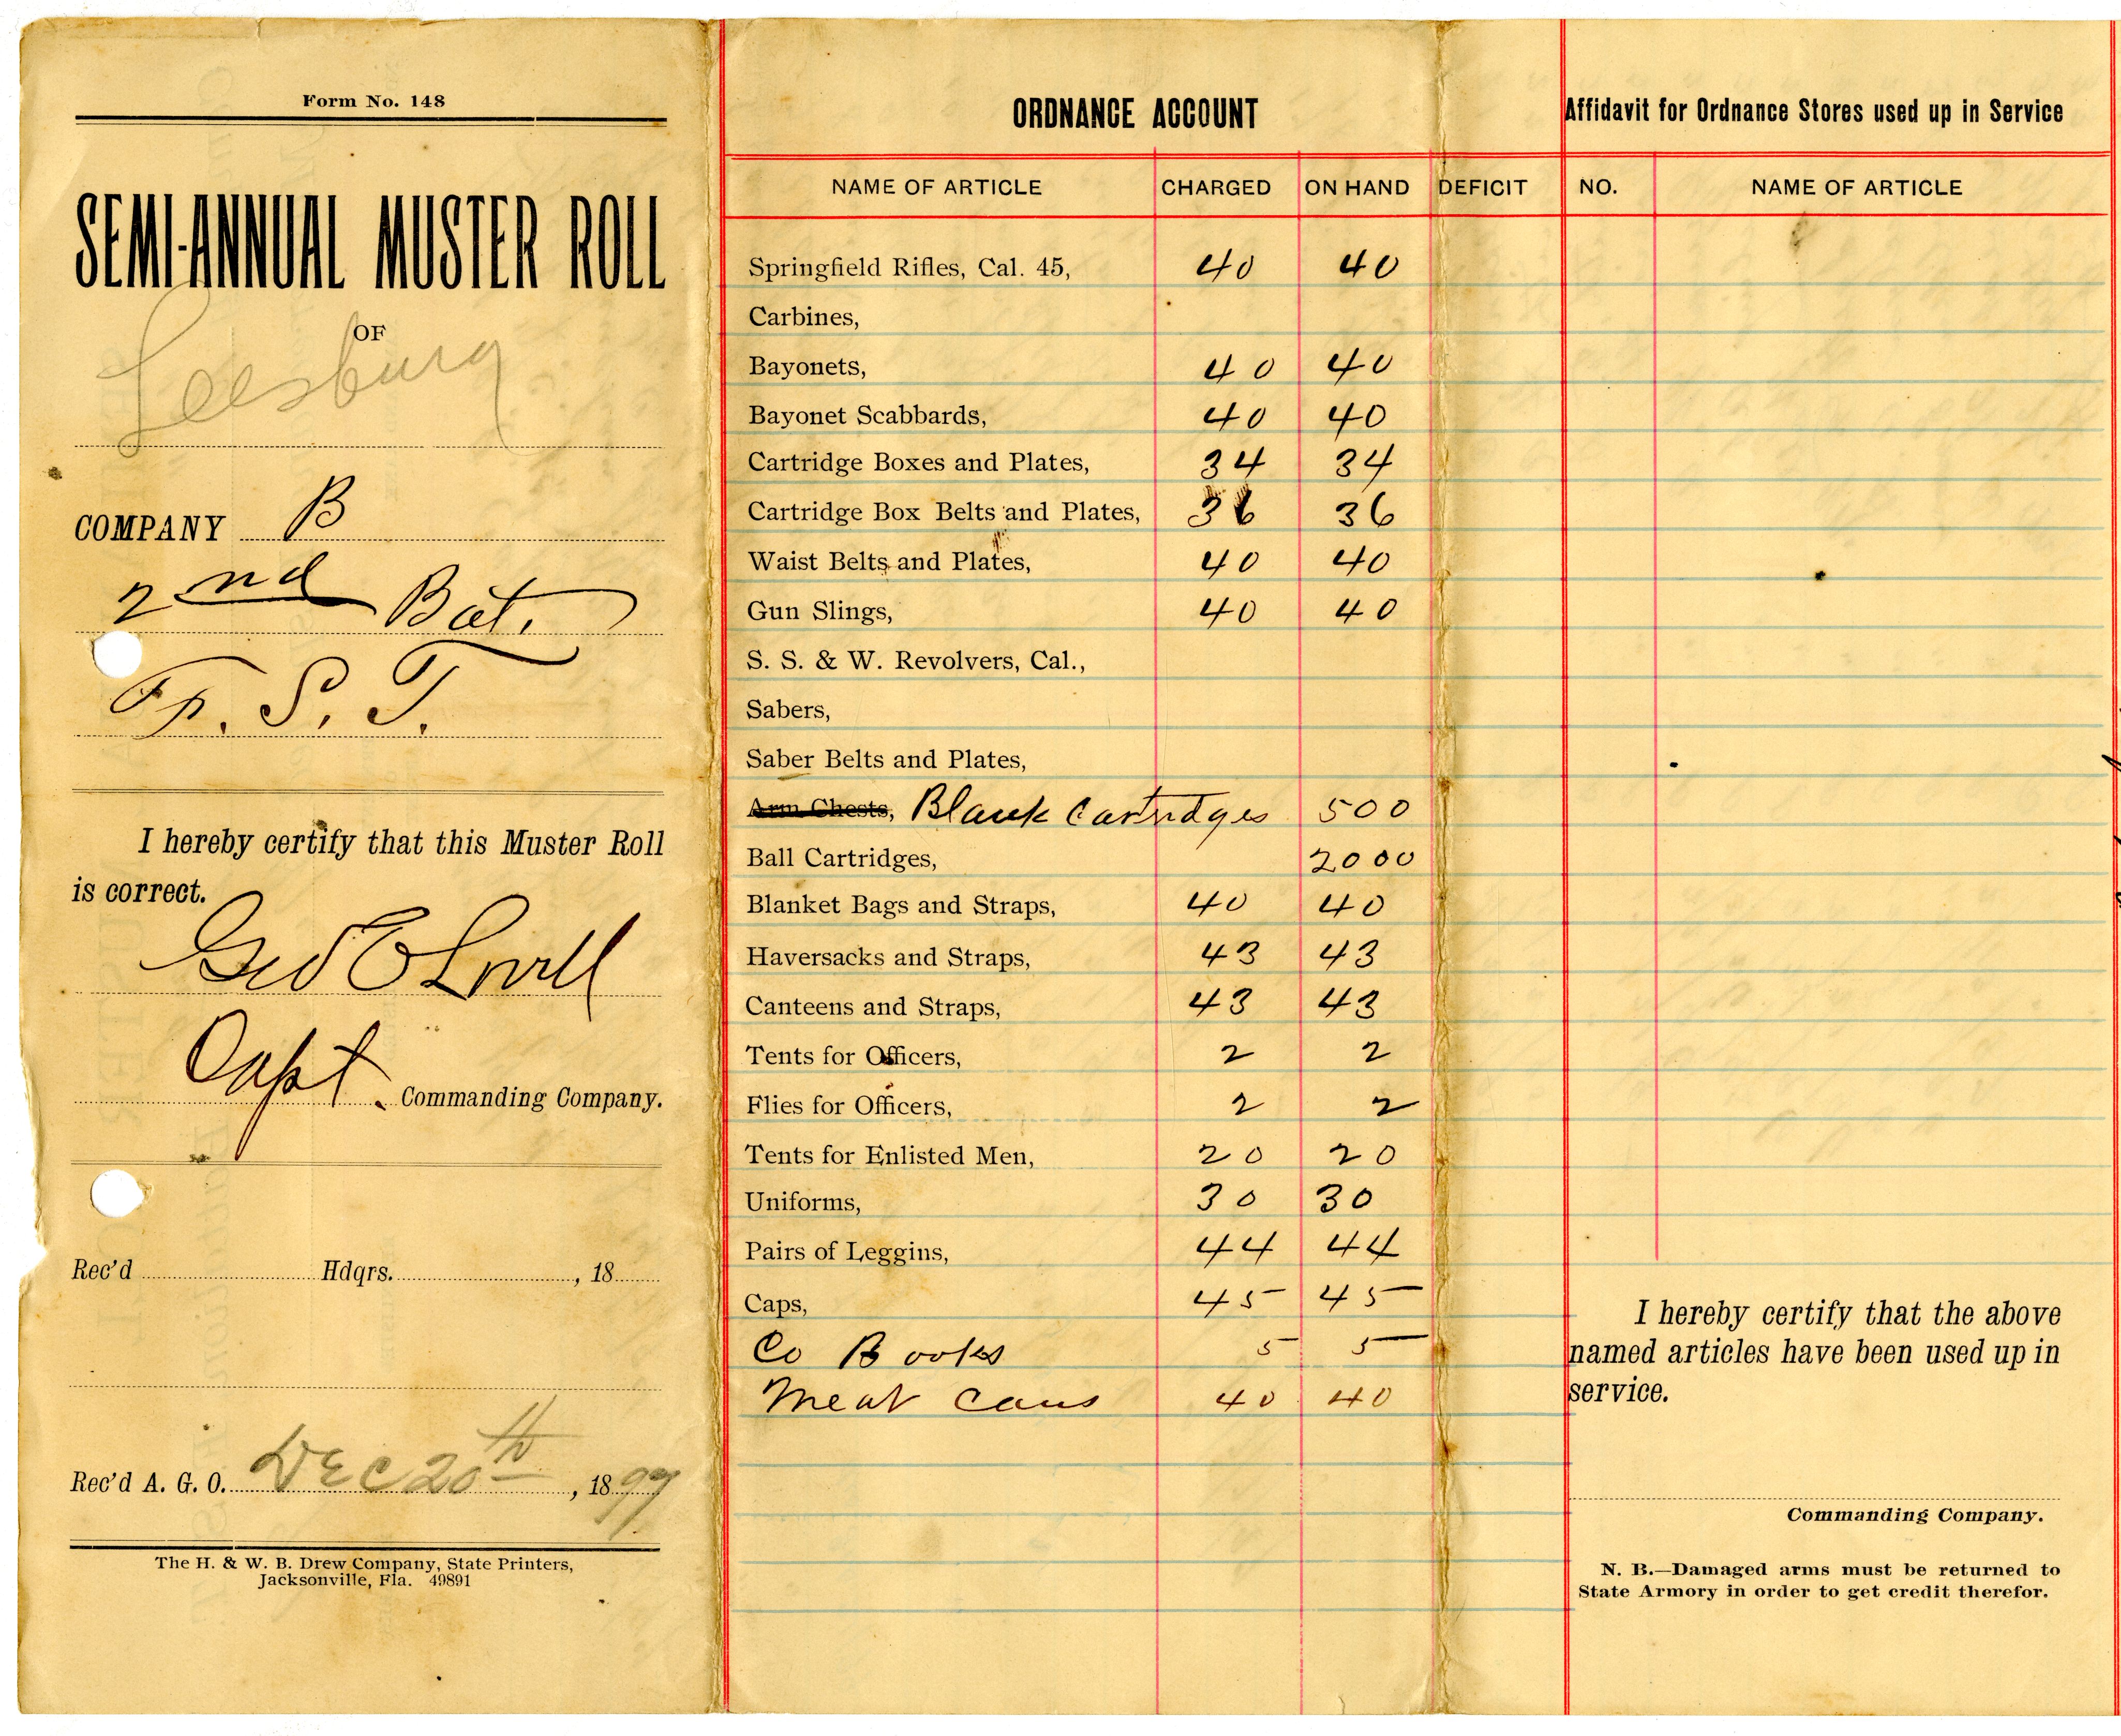 Form No. 148
SEMI-ANNUAL MUSTER ROLL
OF
Leesburg
COMPANY B
2nd Bat.
F. S. T.
I hereby certify that this Muster Roll
is correct.
Geo E Lovell
Capt. Commanding Company.
Rec'd Hdqrs. , 18
Rec'd A. G. O. DEC 20th , 1897
The H. & W. B. Drew Company, State Printers,
Jacksonville, Fla. 49891
ORDNANCE ACCOUNT
NAME OF ARTICLE CHARGED ON HAND DEFICIT
Springfield Rifles, Cal. 45, 40 40
Carbines,
Bayonets, 40 40
Bayonet Scabbards, 40 40
Cartridge Boxes and Plates, 34 34
Cartridge Box Belts and Plates, 36 36
Waist Belts and Plates, 40 40
Gun Slings, 40 40
S. S. & W. Revolvers, Cal.,
Sabers,
Saber Belts and Plates,
Arm Chests, Blank Cartridges 500
Ball Cartridges, 2000
Blanket Bags and Straps, 40 40
Haversacks and Straps, 43 43
Canteens and Straps, 43 43
Tents for Officers, 2 2
Flies for Officers, 2 2
Tents for Enlisted Men, 20 20
Uniforms, 30 30
Pairs of Leggins, 44 44
Caps, 45 45
Co Books 5 5
Meat Cans 40 40
Affidavit for Ordnance Stores used up in Service
NO. NAME OF ARTICLE
I hereby certify that the above
named articles have been used up in
service.
Commanding Company.
N. B.—Damaged arms must be returned to
State Armory in order to get credit therefor.